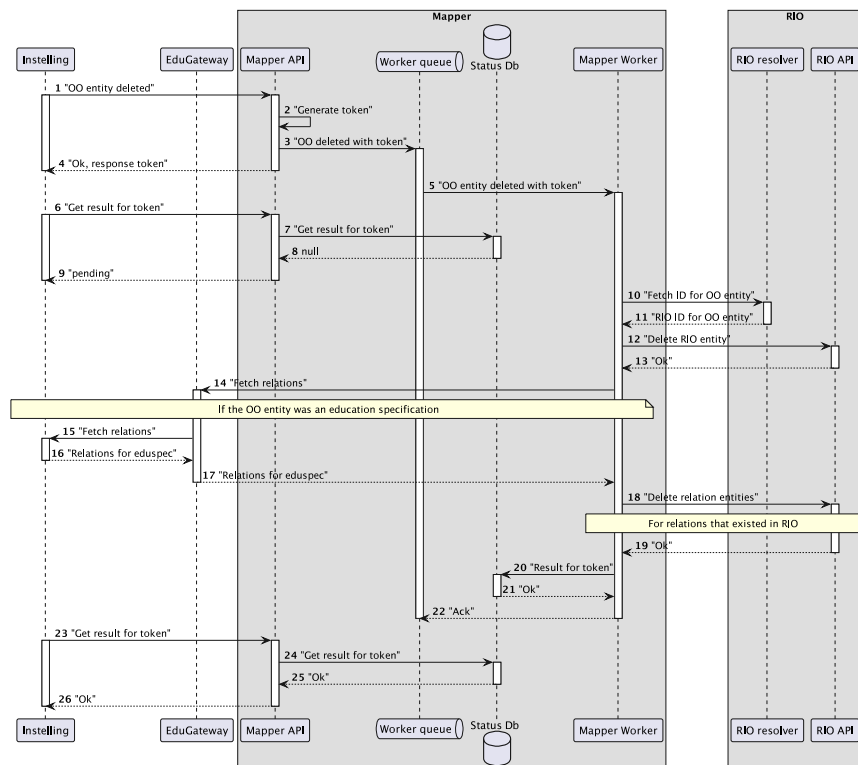 Mapper
RIO
Instelling
EduGateway
Mapper API
Worker queue
Status Db
Mapper Worker
RIO resolver
RIO API
1 "OO entity deleted"
2 "Generate token"
3 "OO deleted with token"
4 "Ok, response token"
5 "OO entity deleted with token"
6 "Get result for token"
7 "Get result for token"
8 null
9 "pending"
10 "Fetch ID for OO entity"
11 "RIO ID for OO entity"
12 "Delete RIO entity"
13 "Ok"
14 "Fetch relations"
If the OO entity was an education specification
15 "Fetch relations"
16 "Relations for eduspec"
17 "Relations for eduspec"
18 "Delete relation entities"
For relations that existed in RIO
19 "Ok"
20 "Result for token"
21 "Ok"
22 "Ack"
23 "Get result for token"
24 "Get result for token"
25 "Ok"
26 "Ok"
Instelling
EduGateway
Mapper API
Worker queue
Status Db
Mapper Worker
RIO resolver
RIO API